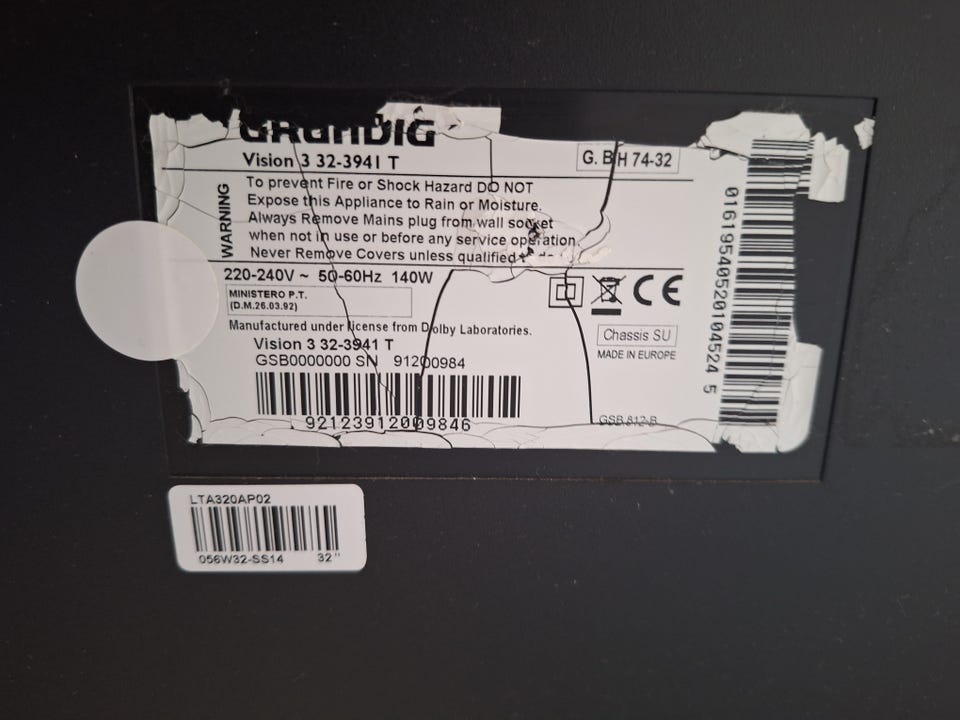 GRUNDIG
Vision 3 32-3941 T
G. B H 74-32
WARNING
To prevent Fire or Shock Hazard DO NOT
Expose this Appliance to Rain or Moisture.
Always Remove Mains plug from wall socket
when not in use or before any service operation.
Never Remove Covers unless qualified
220-240V ~ 50-60Hz 140W
MINISTERO P.T.
(D.M.26.03.92)
CE
Manufactured under license from Dolby Laboratories.
Chassis SU
MADE IN EUROPE
Vision 3 32-3941 T
GSB0000000 SN 91200984
92123912009846
GSB 812-B
01619540520104524 5
LTA320AP02
056W32-SS14 32"